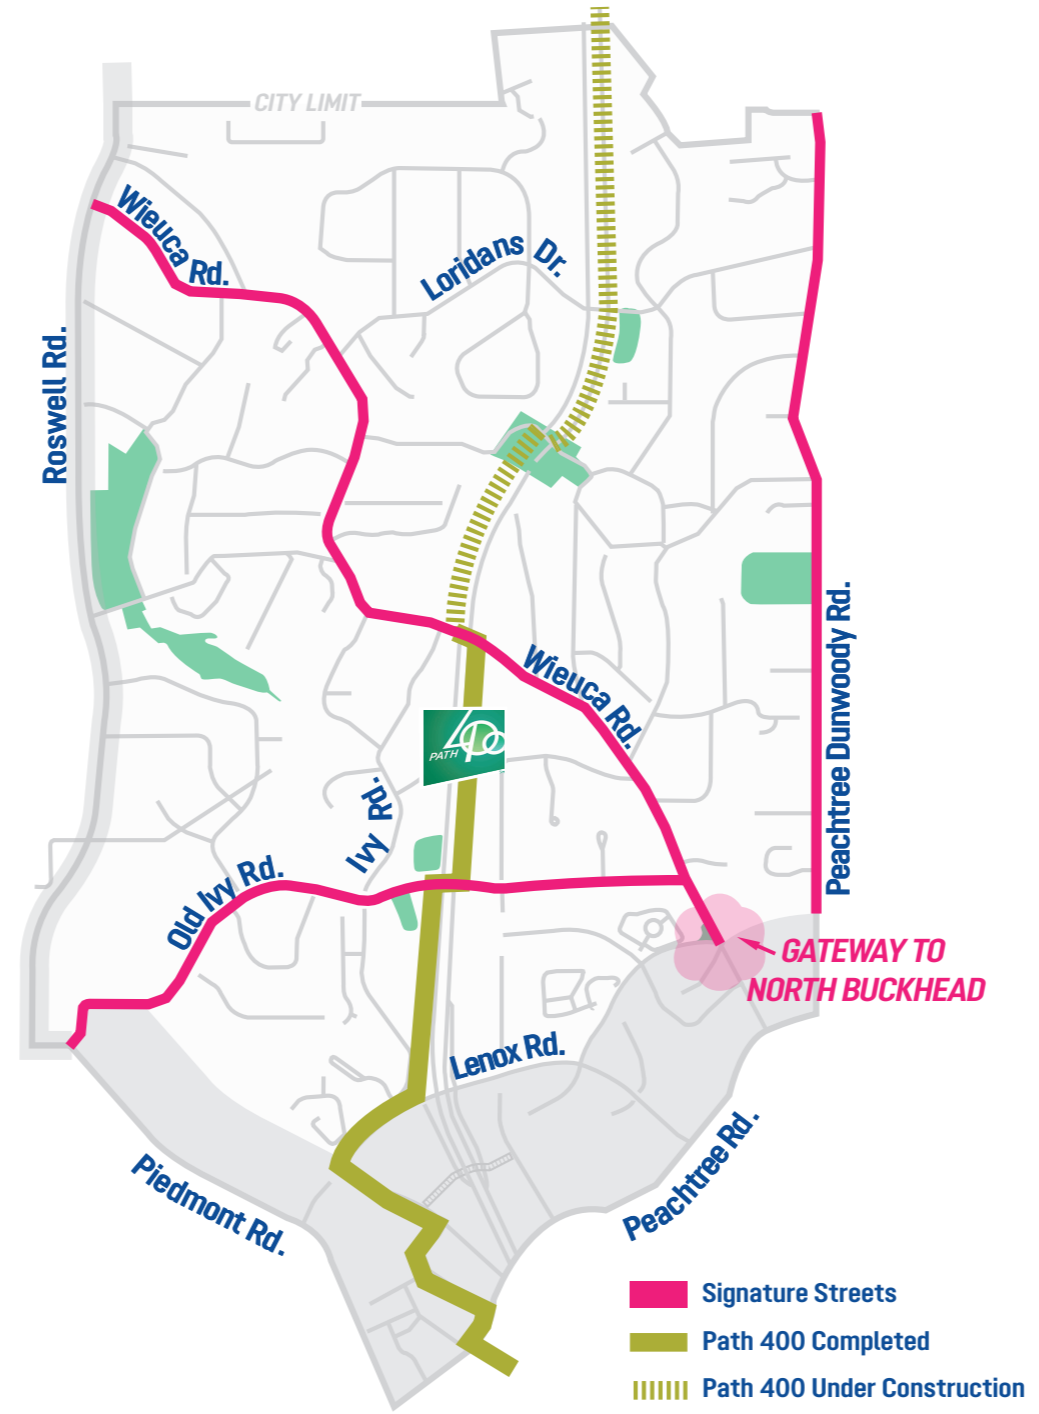 CITY LIMIT
Wieuca Rd.
Loridans Dr.
Roswell Rd.
Wieuca Rd.
PATH 400
Peachtree Dunwoody Rd.
Ivy Rd.
Old Ivy Rd.
GATEWAY TO
NORTH BUCKHEAD
Lenox Rd.
Peachtree Rd.
Piedmont Rd.
Signature Streets
Path 400 Completed
Path 400 Under Construction